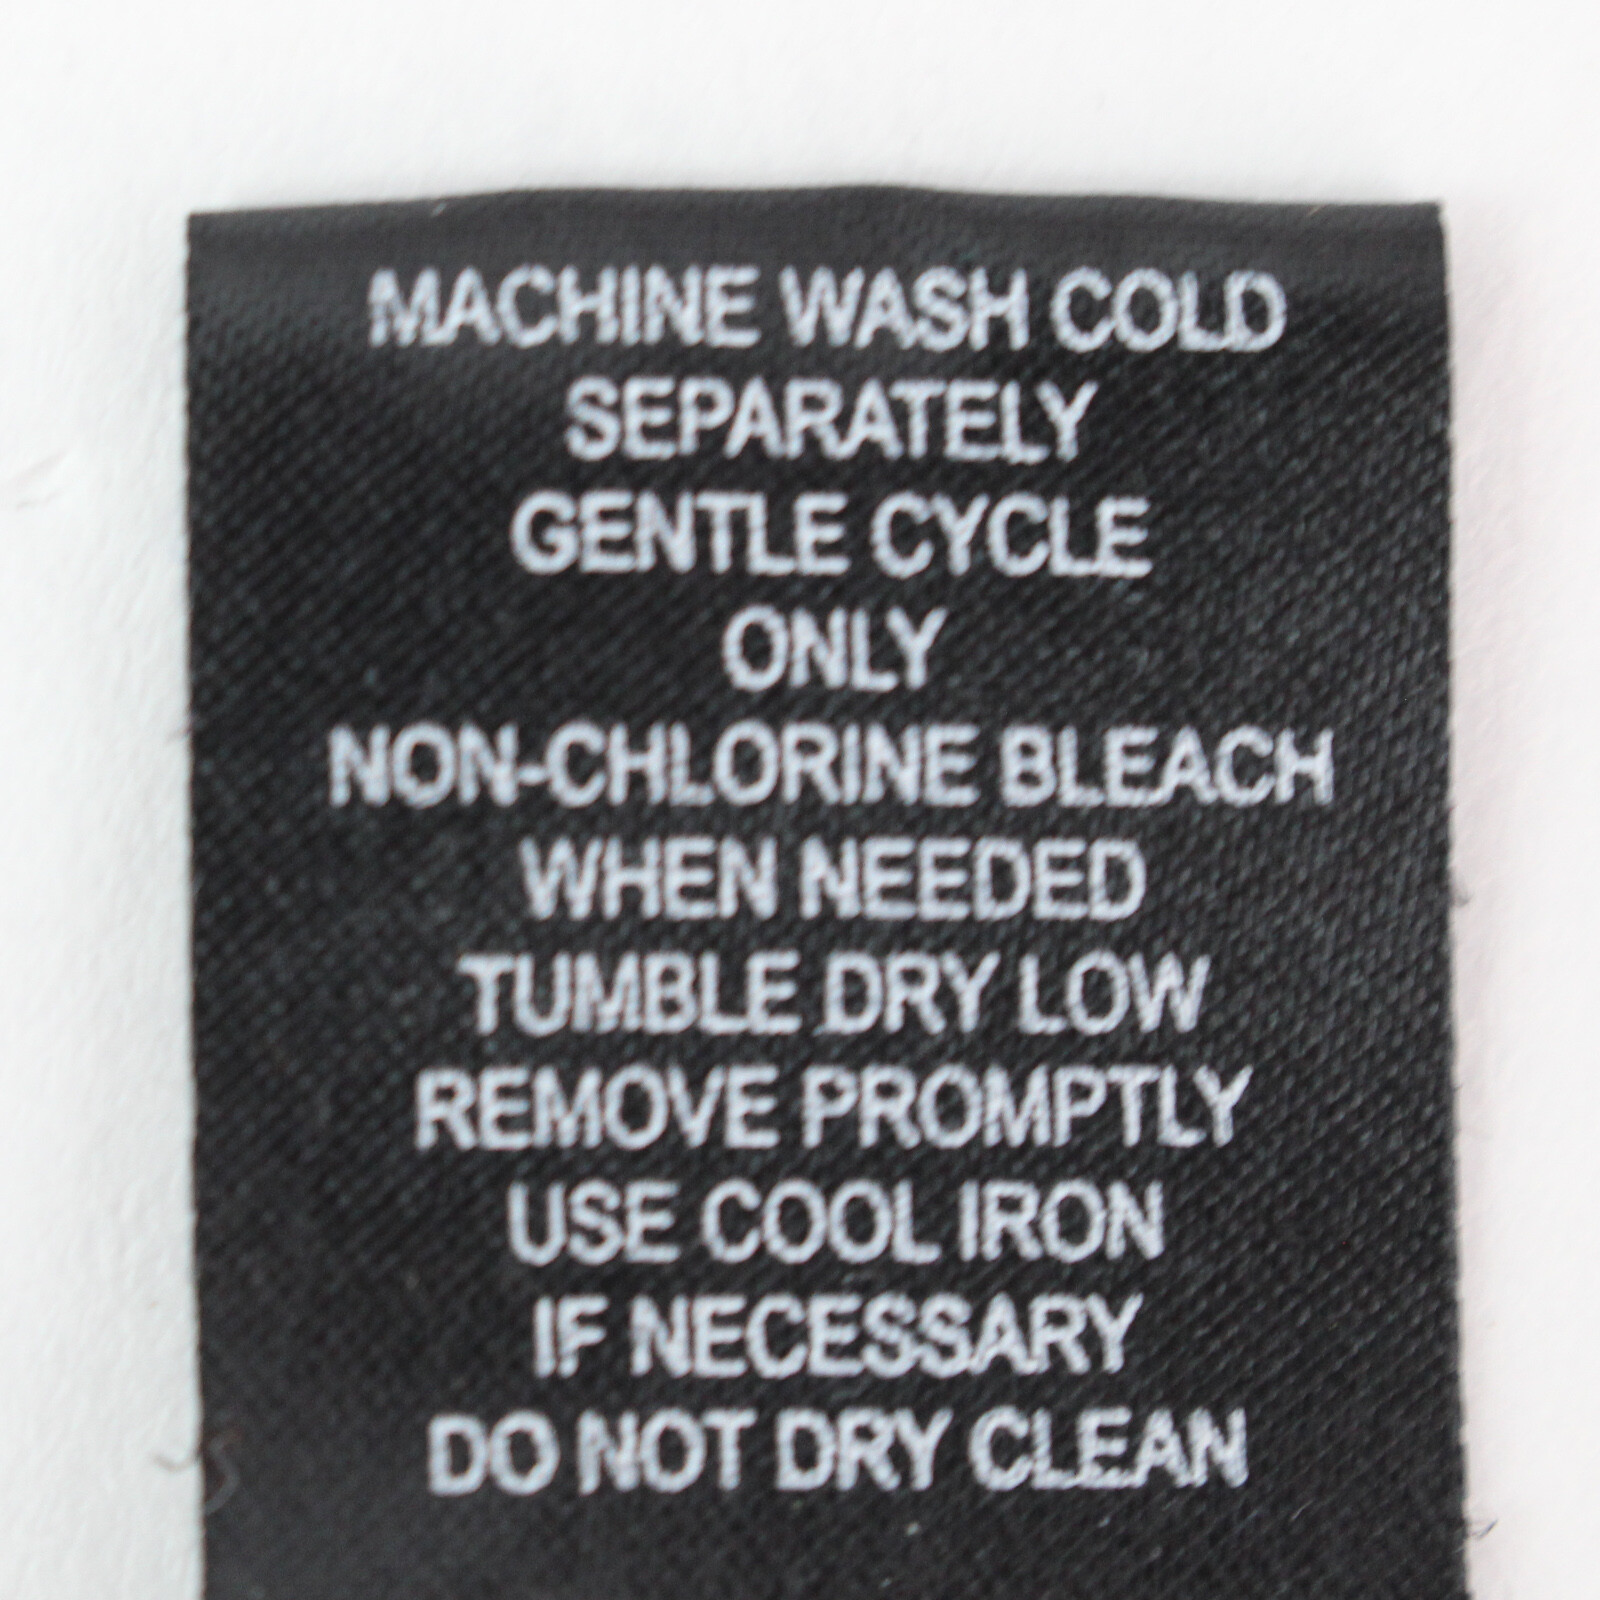 MACHINE WASH COLD
SEPARATELY
GENTLE CYCLE
ONLY
NON-CHLORINE BLEACH
WHEN NEEDED
TUMBLE DRY LOW
REMOVE PROMPTLY
USE COOL IRON
IF NECESSARY
DO NOT DRY CLEAN